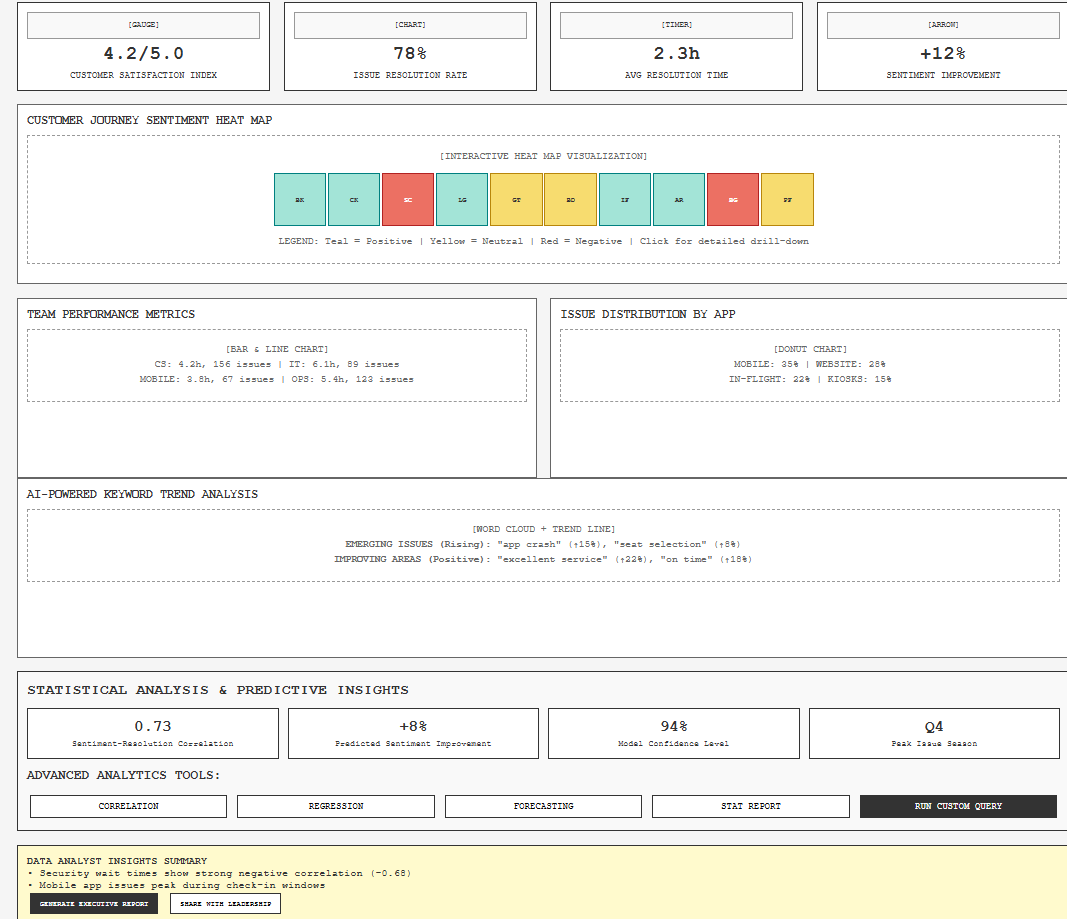 [GAUGE]
4.2/5.0
CUSTOMER SATISFACTION INDEX
[CHART]
78%
ISSUE RESOLUTION RATE
[TIMER]
2.3h
AVG RESOLUTION TIME
[ARROW]
+12%
SENTIMENT IMPROVEMENT
CUSTOMER JOURNEY SENTIMENT HEAT MAP
[INTERACTIVE HEAT MAP VISUALIZATION]
BK CK SC LG GT BD IF AR BG PF
LEGEND: Teal = Positive | Yellow = Neutral | Red = Negative | Click for detailed drill-down
TEAM PERFORMANCE METRICS
[BAR & LINE CHART]
CS: 4.2h, 156 issues | IT: 6.1h, 89 issues
MOBILE: 3.8h, 67 issues | OPS: 5.4h, 123 issues
ISSUE DISTRIBUTION BY APP
[DONUT CHART]
MOBILE: 35% | WEBSITE: 28%
IN-FLIGHT: 22% | KIOSKS: 15%
AI-POWERED KEYWORD TREND ANALYSIS
[WORD CLOUD + TREND LINE]
EMERGING ISSUES (Rising): "app crash" (↑15%), "seat selection" (↑8%)
IMPROVING AREAS (Positive): "excellent service" (↑22%), "on time" (↑18%)
STATISTICAL ANALYSIS & PREDICTIVE INSIGHTS
0.73
Sentiment-Resolution Correlation
+8%
Predicted Sentiment Improvement
94%
Model Confidence Level
Q4
Peak Issue Season
ADVANCED ANALYTICS TOOLS:
CORRELATION
REGRESSION
FORECASTING
STAT REPORT
RUN CUSTOM QUERY
DATA ANALYST INSIGHTS SUMMARY
• Security wait times show strong negative correlation (-0.68)
• Mobile app issues peak during check-in windows
GENERATE EXECUTIVE REPORT
SHARE WITH LEADERSHIP